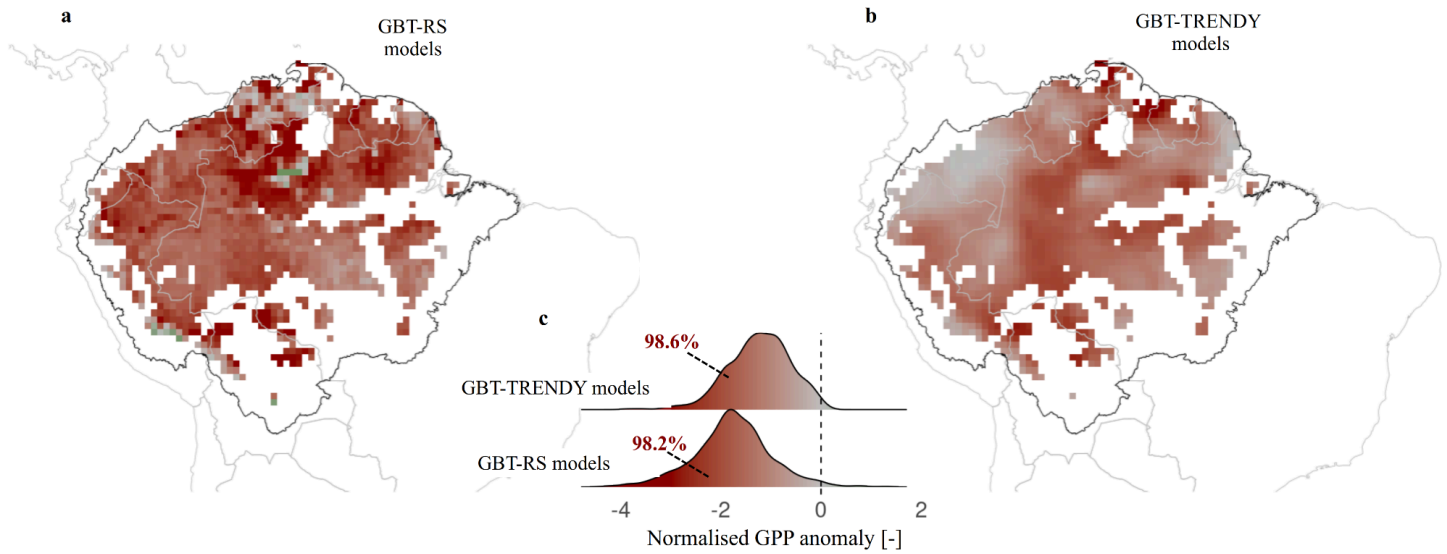 a
GBT-RS
models
b
GBT-TRENDY
models
c
98.6%
GBT-TRENDY models
98.2%
GBT-RS models
-4 -2 0 2
Normalised GPP anomaly [-]